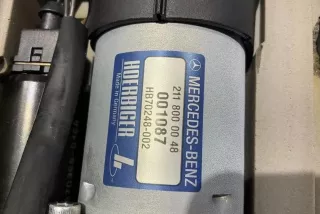 MERCEDES-BENZ
211 800 00 48
001087
HB70248-002
HOERBIGER
Made in Germany